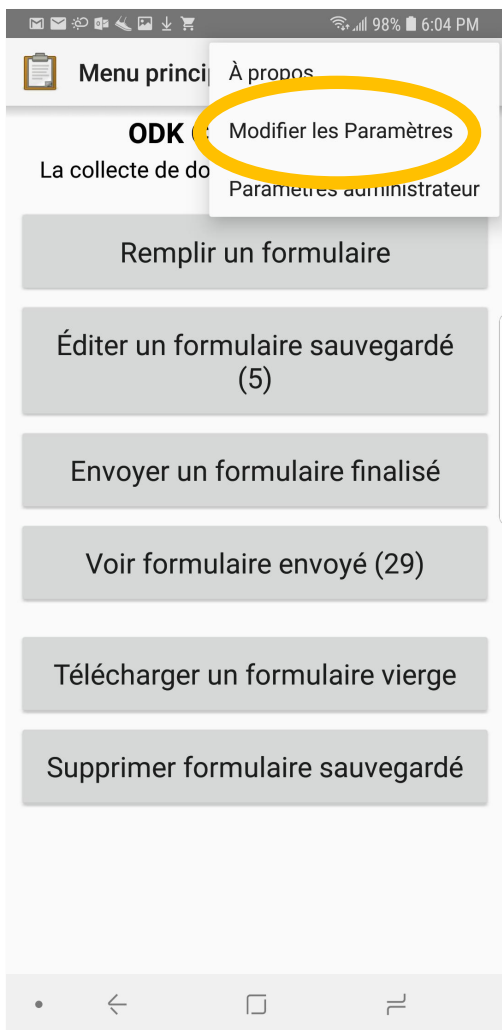 98% 6:04 PM
Menu princi
À propos
ODK
Modifier les Paramètres
La collecte de do
Paramètres administrateur
Remplir un formulaire
Éditer un formulaire sauvegardé
(5)
Envoyer un formulaire finalisé
Voir formulaire envoyé (29)
Télécharger un formulaire vierge
Supprimer formulaire sauvegardé